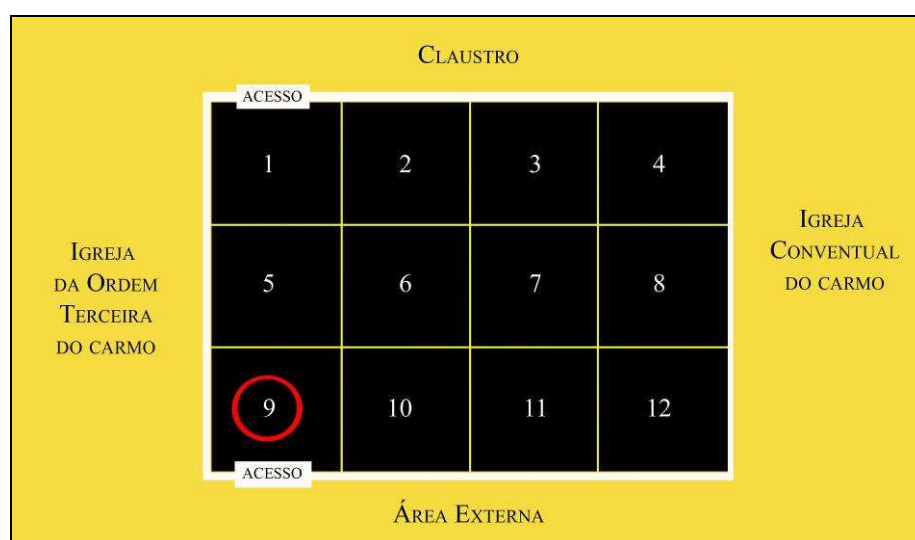 CLAUSTRO
ACESSO
1 2 3 4
IGREJA
DA ORDEM
TERCEIRA
DO CARMO
5 6 7 8
IGREJA
CONVENTUAL
DO CARMO
9 10 11 12
ACESSO
ÁREA EXTERNA